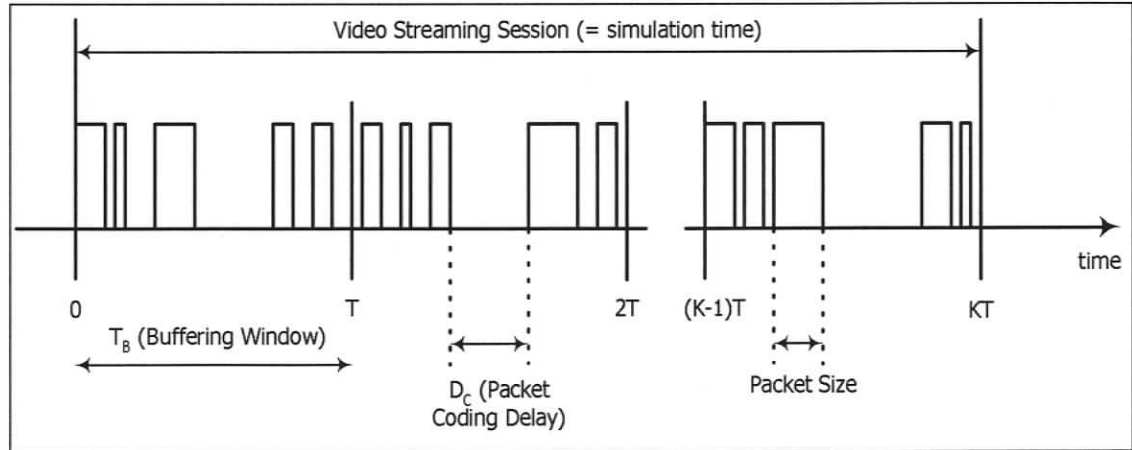 Video Streaming Session (= simulation time)
time
0
T
2T
(K-1)T
KT
T_B (Buffering Window)
D_C (Packet
Coding Delay)
Packet Size